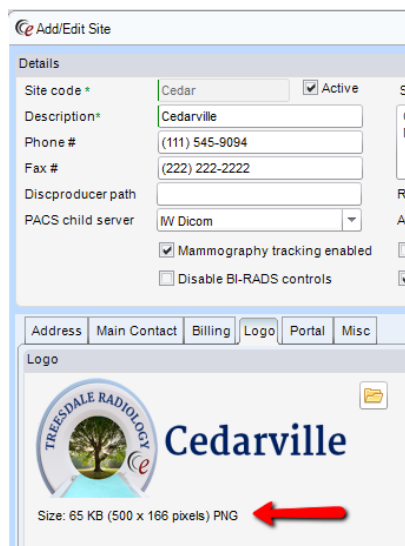 Add/Edit Site
Details
Site code *
Cedar
Active
Description*
Cedarville
Phone #
(111) 545-9094
Fax #
(222) 222-2222
Discproducer path
PACS child server
IW Dicom
Mammography tracking enabled
Disable BI-RADS controls
Address
Main Contact
Billing
Logo
Portal
Misc
Logo
TREESDALE RADIOLOGY
Ce
Cedarville
Size: 65 KB (500 x 166 pixels) PNG